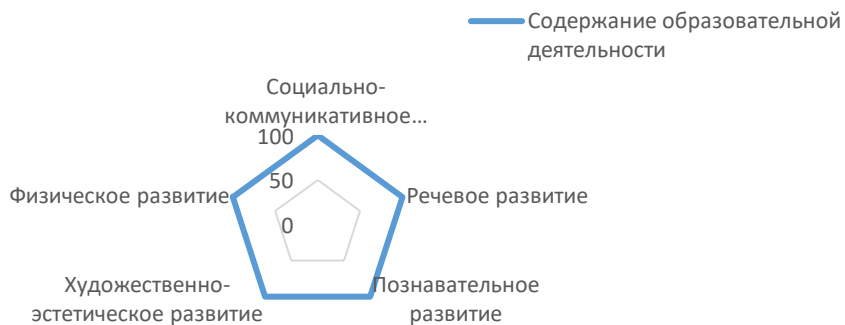 Содержание образовательной
деятельности
Социально-
коммуникативное...
100
50
0
Физическое развитие
Речевое развитие
Художественно-
эстетическое развитие
Познавательное
развитие